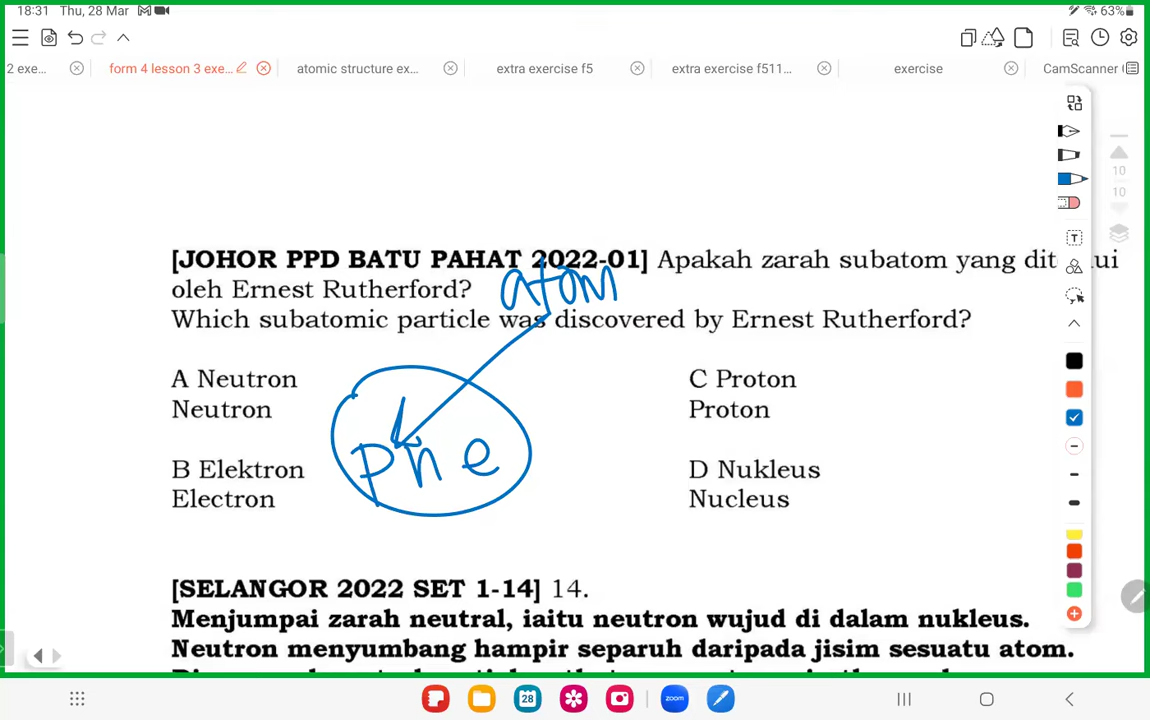 18:31 Thu, 28 Mar 63%
2 exe... form 4 lesson 3 exe... atomic structure ex... extra exercise f5 extra exercise f511... exercise CamScanner
10
10
[JOHOR PPD BATU PAHAT 2022-01] Apakah zarah subatom yang dit ui
oleh Ernest Rutherford?
atom
Which subatomic particle was discovered by Ernest Rutherford?
A Neutron C Proton
Neutron Proton
p n e
B Elektron D Nukleus
Electron Nucleus
[SELANGOR 2022 SET 1-14] 14.
Menjumpai zarah neutral, iaitu neutron wujud di dalam nukleus.
Neutron menyumbang hampir separuh daripada jisim sesuatu atom.
28 zoom